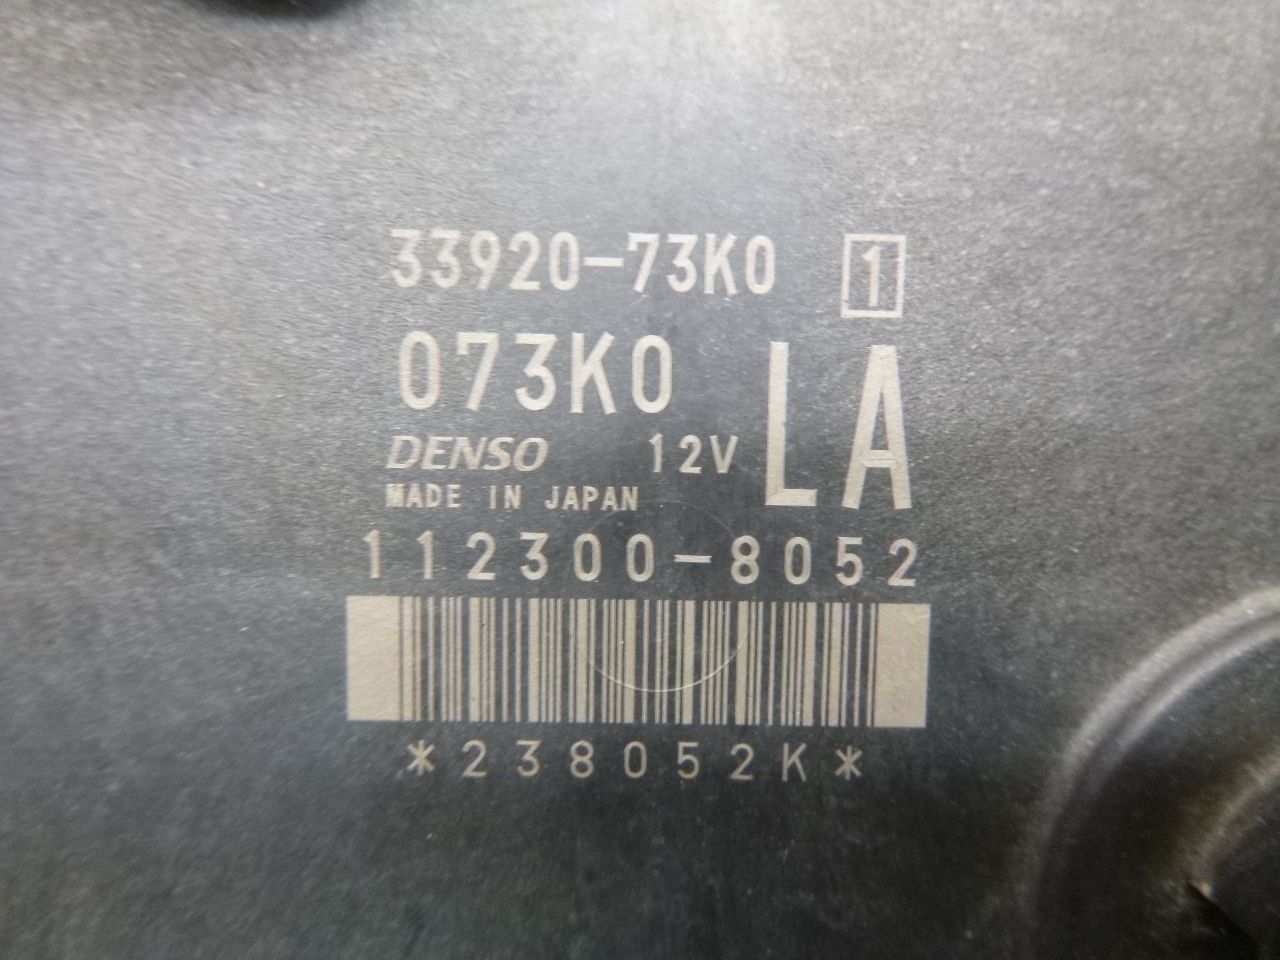 33920-73K0 1
073K0 LA
DENSO 12V
MADE IN JAPAN
112300-8052
*238052K*